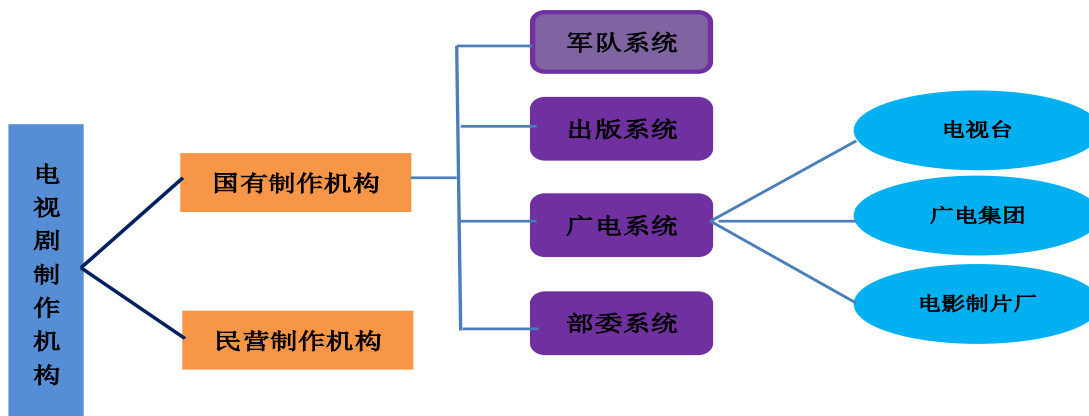 电视剧制作机构
国有制作机构
民营制作机构
军队系统
出版系统
广电系统
部委系统
电视台
广电集团
电影制片厂